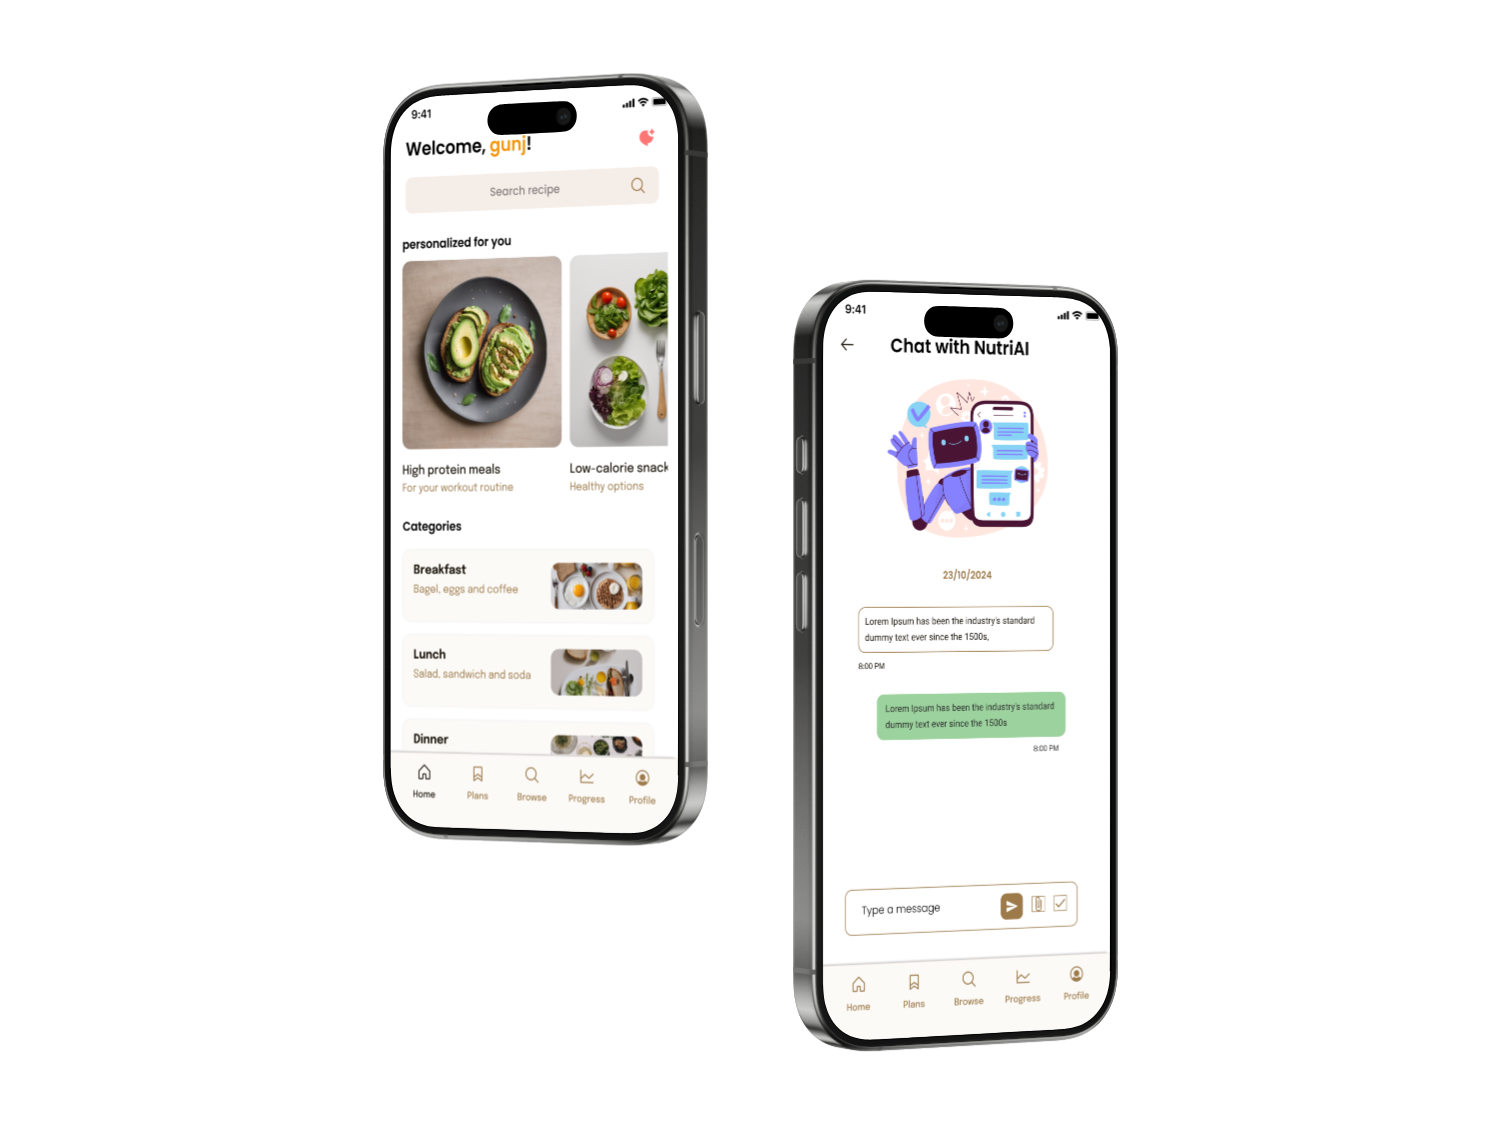 9:41
Welcome, gunj!
Search recipe
personalized for you
High protein meals
For your workout routine
Low-calorie snack
Healthy options
Categories
Breakfast
Bagel, eggs and coffee
Lunch
Salad, sandwich and soda
Dinner
Home
Plans
Browse
Progress
Profile
9:41
Chat with NutriAI
23/10/2024
Lorem Ipsum has been the industry's standard
dummy text ever since the 1500s,
8:00 PM
Lorem Ipsum has been the industry's standard
dummy text ever since the 1500s
8:00 PM
Type a message
Home
Plans
Browse
Progress
Profile